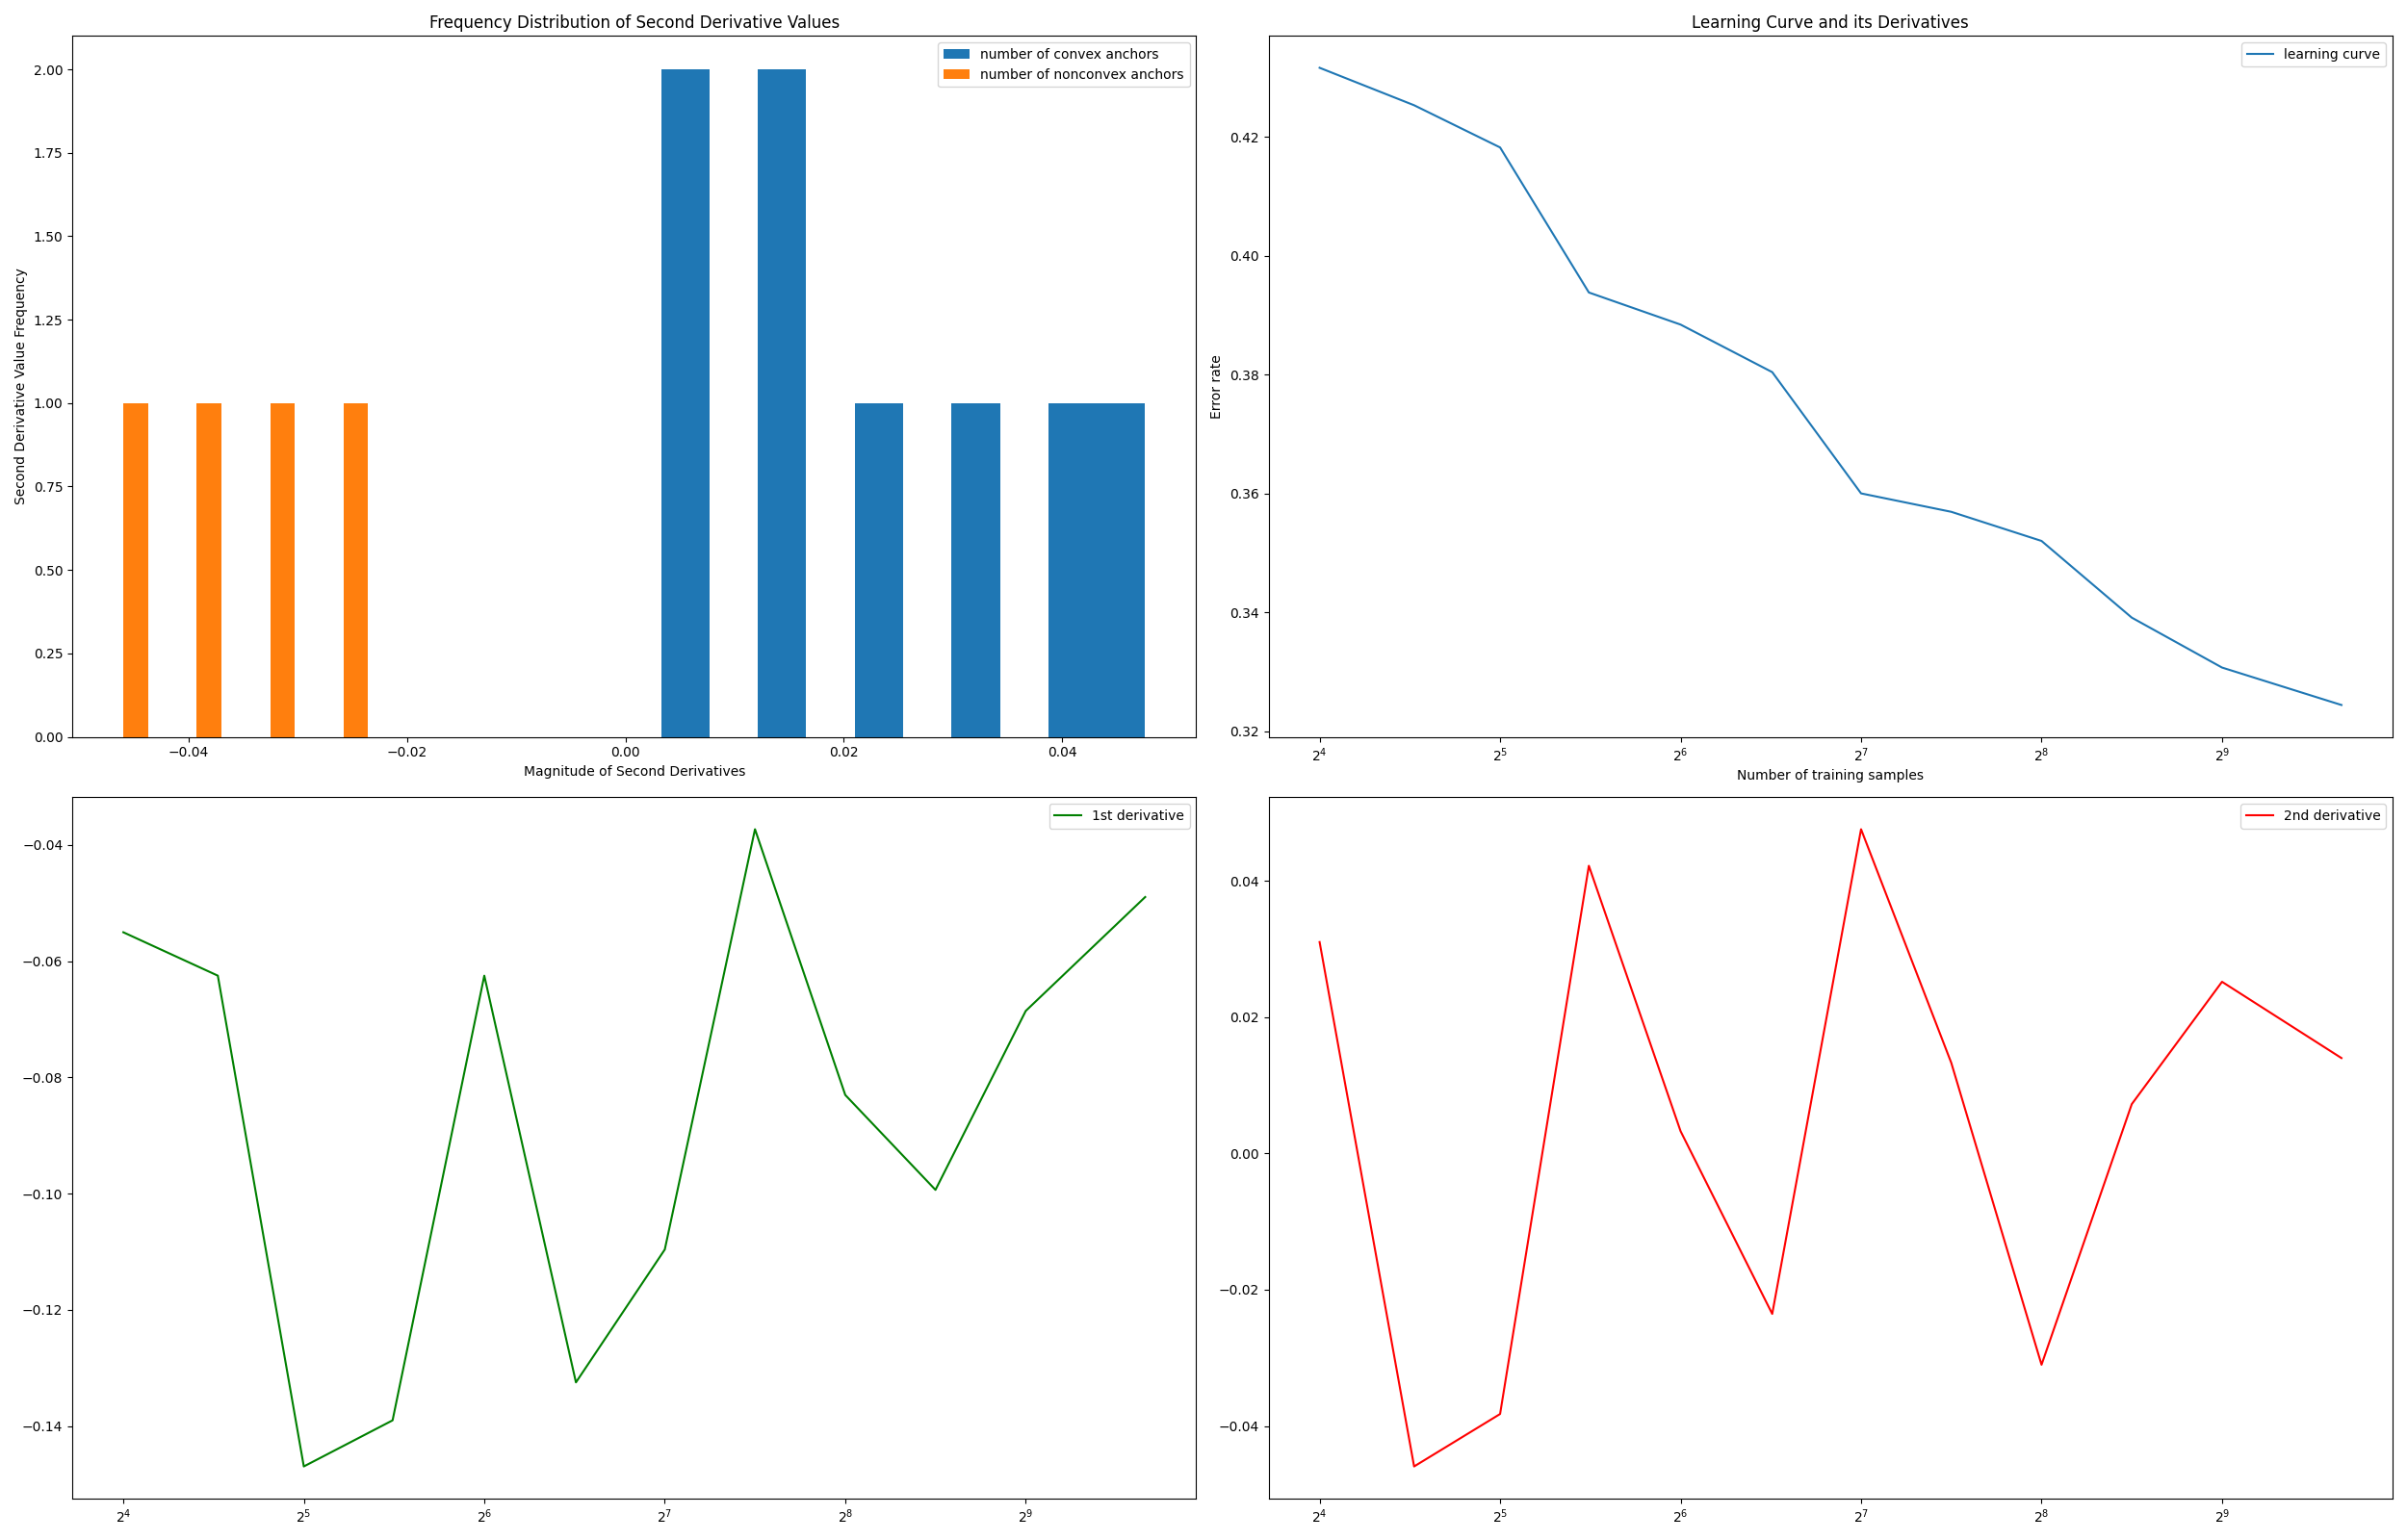 Frequency Distribution of Second Derivative Values
number of convex anchors
number of nonconvex anchors
2.00
1.75
1.50
1.25
1.00
0.75
0.50
0.25
0.00
Second Derivative Value Frequency
−0.04 −0.02 0.00 0.02 0.04
Magnitude of Second Derivatives
Learning Curve and its Derivatives
learning curve
0.42
0.40
0.38
0.36
0.34
0.32
Error rate
2⁴ 2⁵ 2⁶ 2⁷ 2⁸ 2⁹
Number of training samples
1st derivative
−0.04
−0.06
−0.08
−0.10
−0.12
−0.14
2⁴ 2⁵ 2⁶ 2⁷ 2⁸ 2⁹
2nd derivative
0.04
0.02
0.00
−0.02
−0.04
2⁴ 2⁵ 2⁶ 2⁷ 2⁸ 2⁹